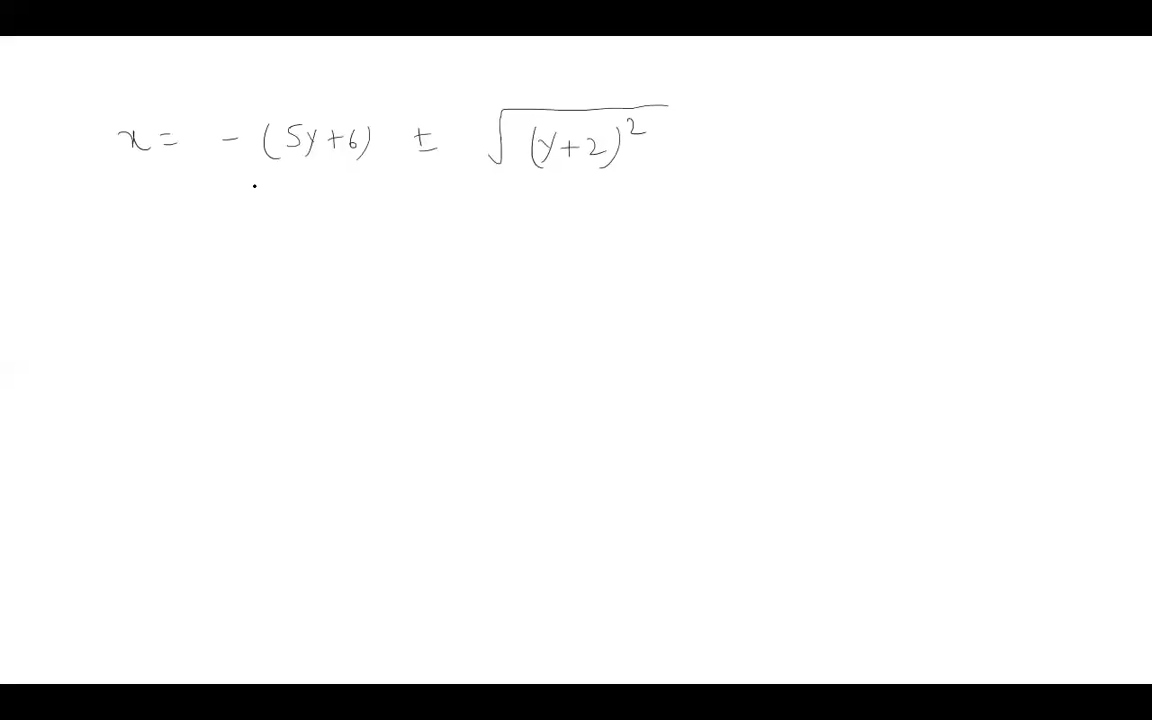 x = - (5y+6) ± √(y+2)²